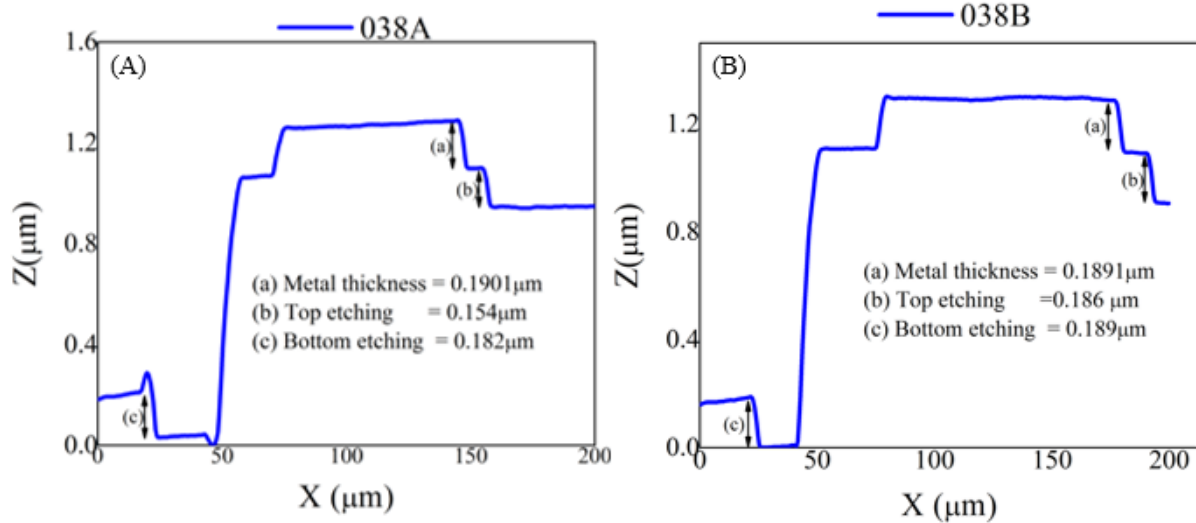 038A
(A)
1.6
1.2
0.8
0.4
0.0
Z(μm)
(a)
(b)
(c)
(a) Metal thickness = 0.1901μm
(b) Top etching = 0.154μm
(c) Bottom etching = 0.182μm
0 50 100 150 200
X (μm)
038B
(B)
1.2
0.8
0.4
0.0
Z(μm)
(a)
(b)
(c)
(a) Metal thickness = 0.1891μm
(b) Top etching =0.186 μm
(c) Bottom etching = 0.189μm
0 50 100 150 200
X (μm)